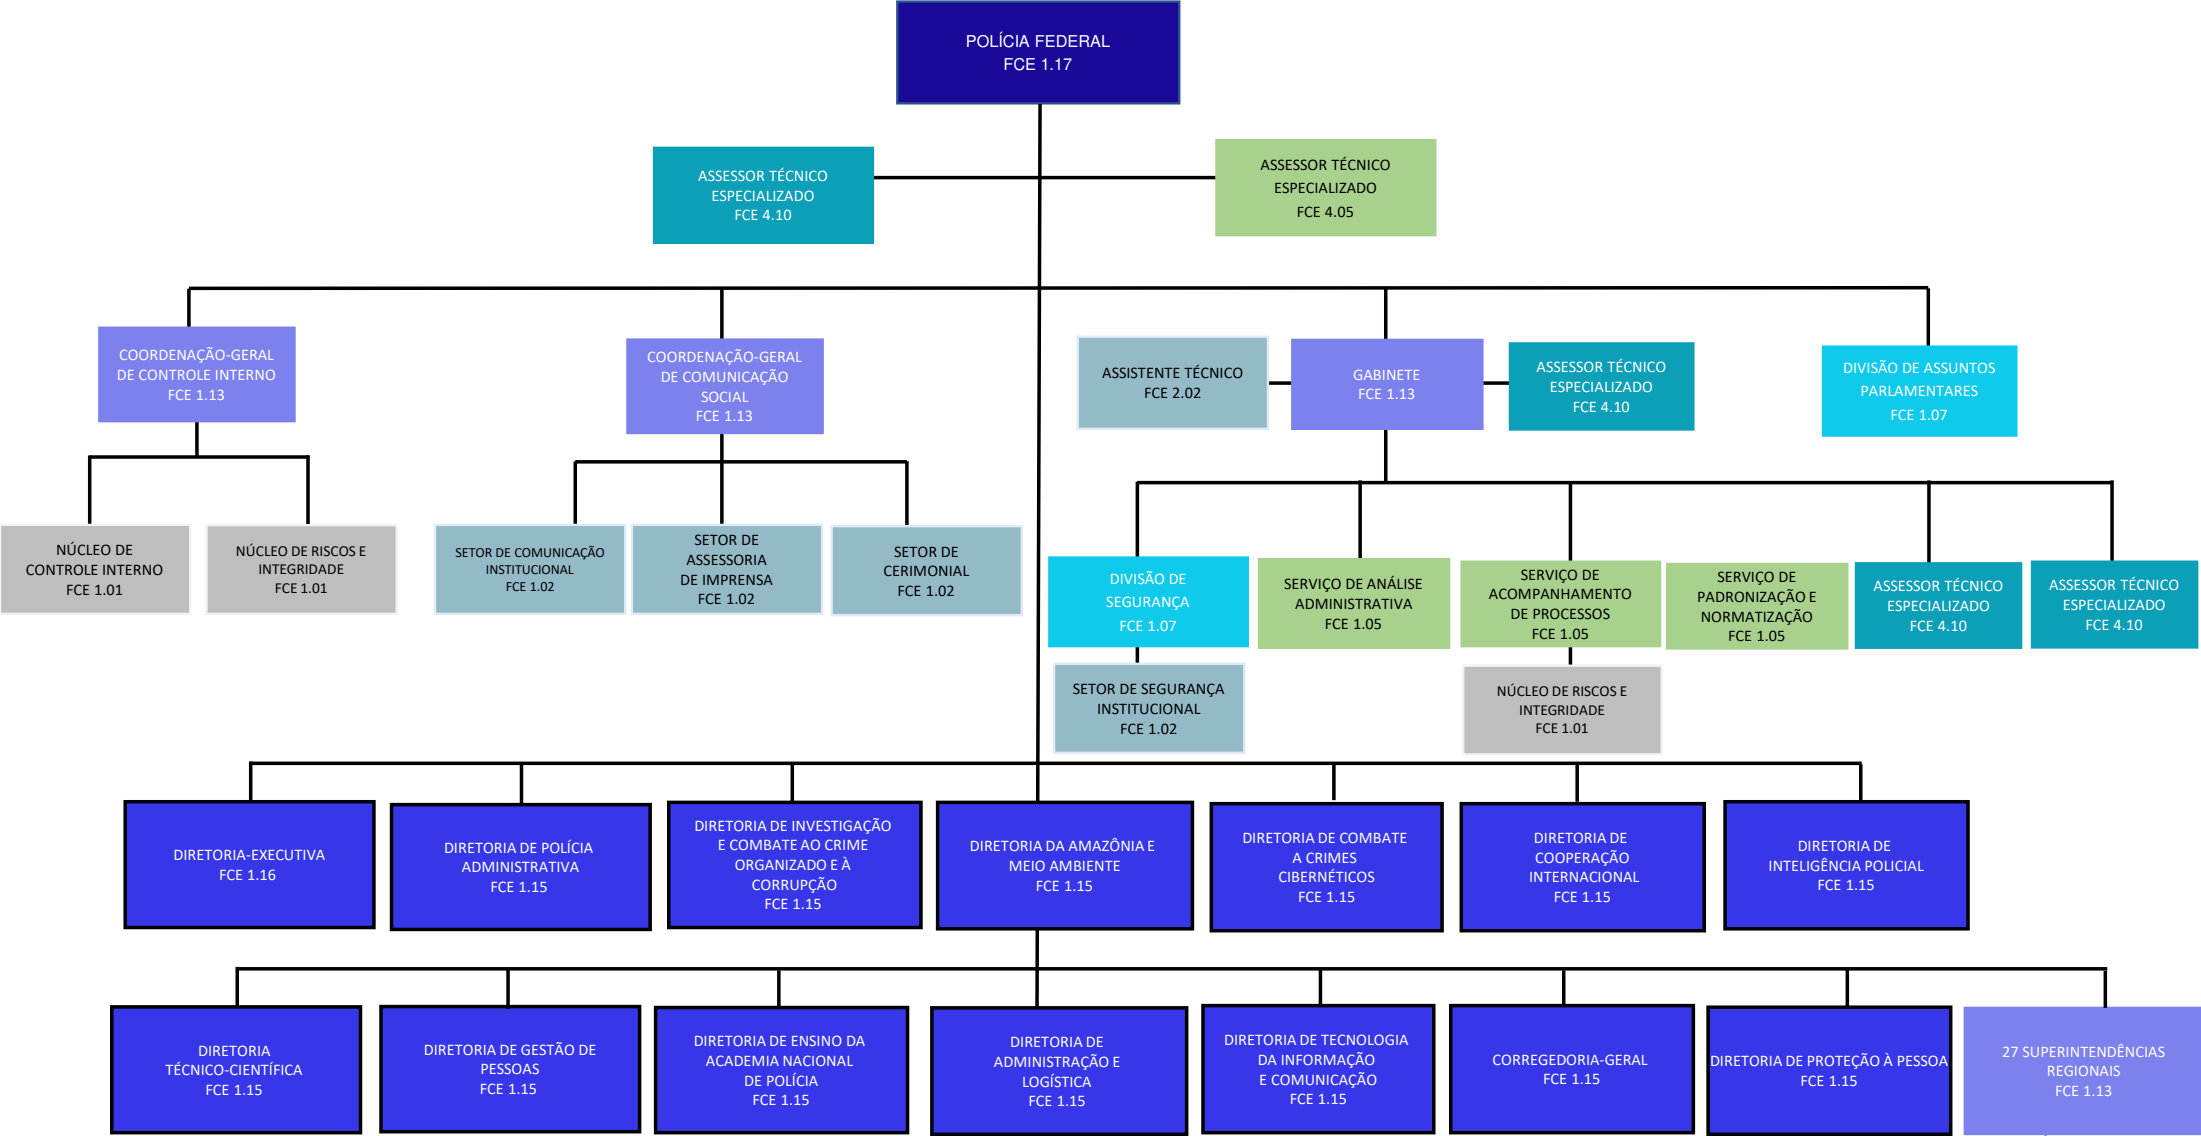 POLÍCIA FEDERAL
FCE 1.17
ASSESSOR TÉCNICO
ESPECIALIZADO
FCE 4.10
ASSESSOR TÉCNICO
ESPECIALIZADO
FCE 4.05
COORDENAÇÃO-GERAL
DE CONTROLE INTERNO
FCE 1.13
COORDENAÇÃO-GERAL
DE COMUNICAÇÃO
SOCIAL
FCE 1.13
ASSISTENTE TÉCNICO
FCE 2.02
GABINETE
FCE 1.13
ASSESSOR TÉCNICO
ESPECIALIZADO
FCE 4.10
DIVISÃO DE ASSUNTOS
PARLAMENTARES
FCE 1.07
NÚCLEO DE
CONTROLE INTERNO
FCE 1.01
NÚCLEO DE RISCOS E
INTEGRIDADE
FCE 1.01
SETOR DE COMUNICAÇÃO
INSTITUCIONAL
FCE 1.02
SETOR DE
ASSESSORIA
DE IMPRENSA
FCE 1.02
SETOR DE
CERIMONIAL
FCE 1.02
DIVISÃO DE
SEGURANÇA
FCE 1.07
SERVIÇO DE ANÁLISE
ADMINISTRATIVA
FCE 1.05
SERVIÇO DE
ACOMPANHAMENTO
DE PROCESSOS
FCE 1.05
SERVIÇO DE
PADRONIZAÇÃO E
NORMATIZAÇÃO
FCE 1.05
ASSESSOR TÉCNICO
ESPECIALIZADO
FCE 4.10
ASSESSOR TÉCNICO
ESPECIALIZADO
FCE 4.10
SETOR DE SEGURANÇA
INSTITUCIONAL
FCE 1.02
NÚCLEO DE RISCOS E
INTEGRIDADE
FCE 1.01
DIRETORIA-EXECUTIVA
FCE 1.16
DIRETORIA DE POLÍCIA
ADMINISTRATIVA
FCE 1.15
DIRETORIA DE INVESTIGAÇÃO
E COMBATE AO CRIME
ORGANIZADO E À
CORRUPÇÃO
FCE 1.15
DIRETORIA DA AMAZÔNIA E
MEIO AMBIENTE
FCE 1.15
DIRETORIA DE COMBATE
A CRIMES
CIBERNÉTICOS
FCE 1.15
DIRETORIA DE
COOPERAÇÃO
INTERNACIONAL
FCE 1.15
DIRETORIA DE
INTELIGÊNCIA POLICIAL
FCE 1.15
DIRETORIA
TÉCNICO-CIENTÍFICA
FCE 1.15
DIRETORIA DE GESTÃO DE
PESSOAS
FCE 1.15
DIRETORIA DE ENSINO DA
ACADEMIA NACIONAL
DE POLÍCIA
FCE 1.15
DIRETORIA DE
ADMINISTRAÇÃO E
LOGÍSTICA
FCE 1.15
DIRETORIA DE TECNOLOGIA
DA INFORMAÇÃO
E COMUNICAÇÃO
FCE 1.15
CORREGEDORIA-GERAL
FCE 1.15
DIRETORIA DE PROTEÇÃO À PESSOA
FCE 1.15
27 SUPERINTENDÊNCIAS
REGIONAIS
FCE 1.13